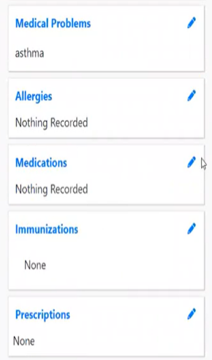 Medical Problems
asthma
Allergies
Nothing Recorded
Medications
Nothing Recorded
Immunizations
None
Prescriptions
None